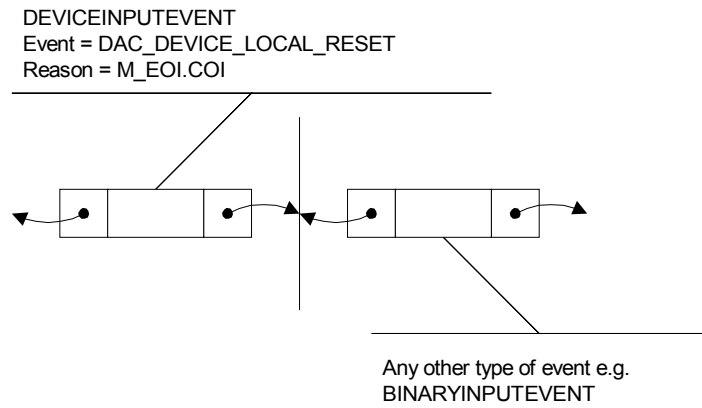 DEVICEINPUTEVENT
Event = DAC_DEVICE_LOCAL_RESET
Reason = M_EOI.COI
Any other type of event e.g.
BINARYINPUTEVENT